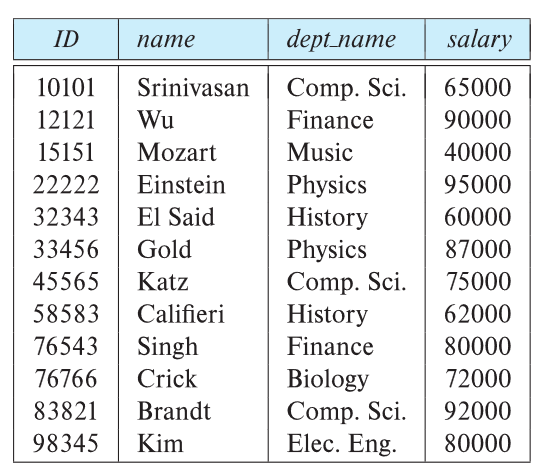 ID name dept_name salary
10101 Srinivasan Comp. Sci. 65000
12121 Wu Finance 90000
15151 Mozart Music 40000
22222 Einstein Physics 95000
32343 El Said History 60000
33456 Gold Physics 87000
45565 Katz Comp. Sci. 75000
58583 Califieri History 62000
76543 Singh Finance 80000
76766 Crick Biology 72000
83821 Brandt Comp. Sci. 92000
98345 Kim Elec. Eng. 80000